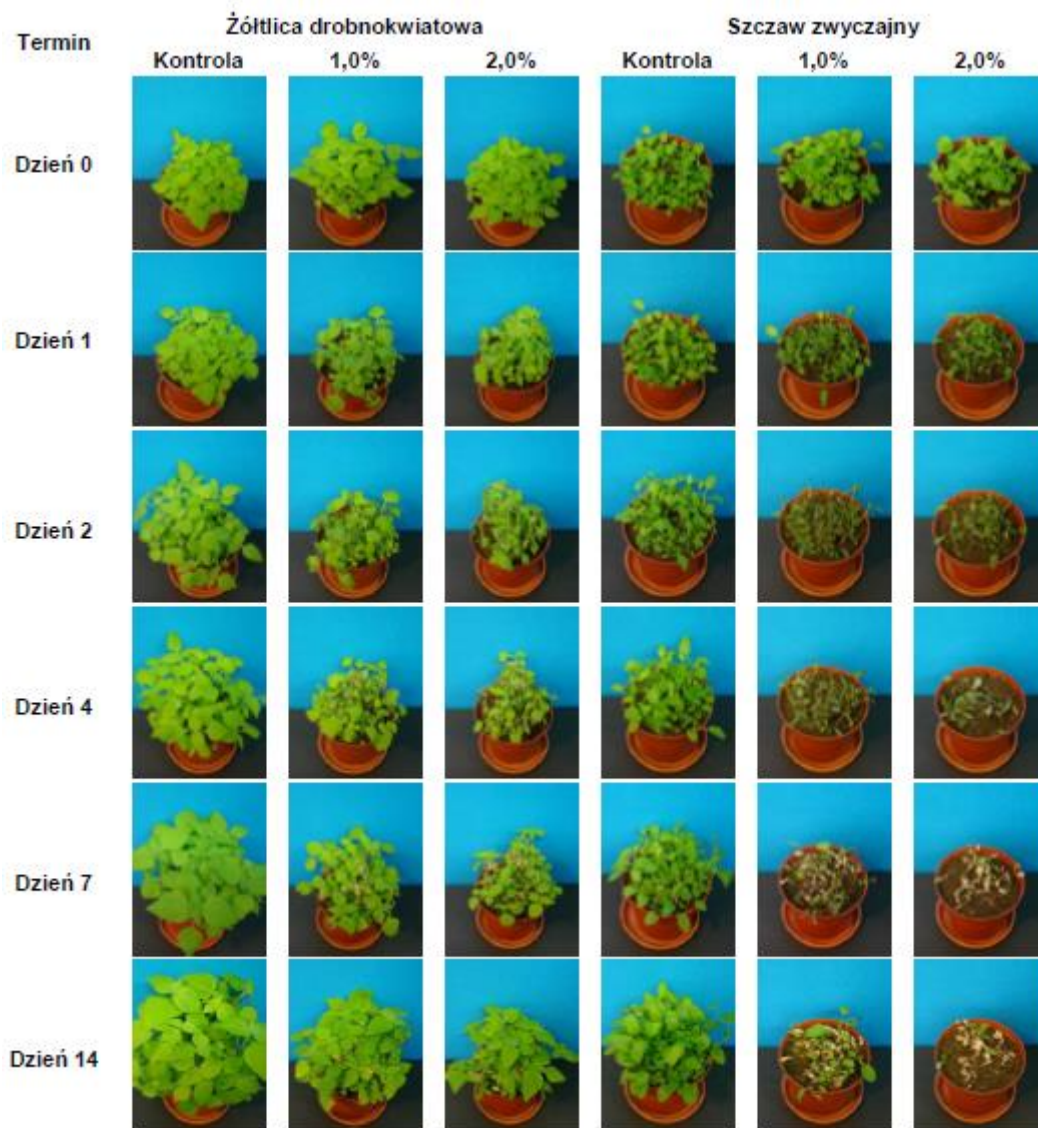 Termin
Żółtlica drobnokwiatowa
Szczaw zwyczajny
Kontrola 1,0% 2,0% Kontrola 1,0% 2,0%
Dzień 0
Dzień 1
Dzień 2
Dzień 4
Dzień 7
Dzień 14